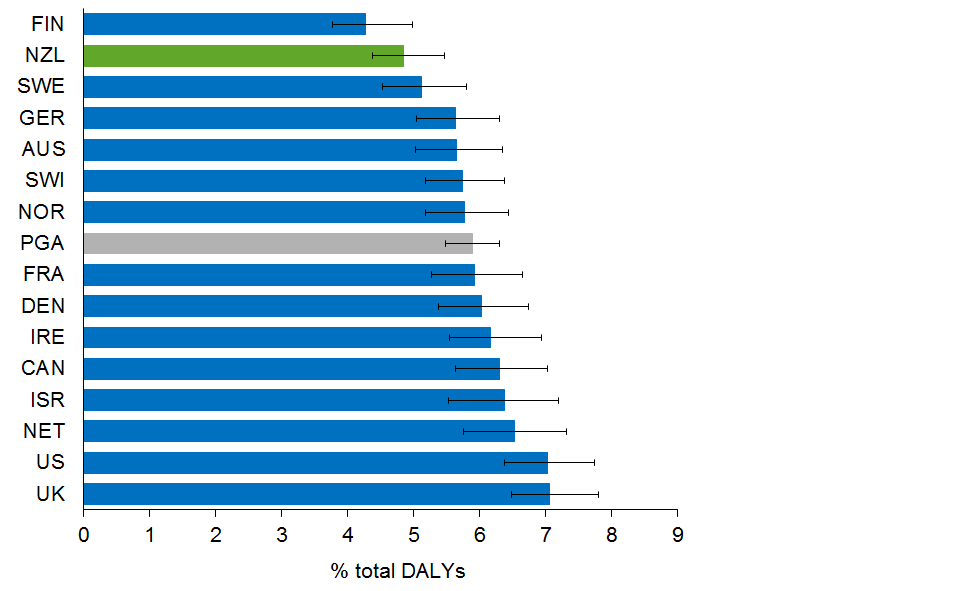 FIN
NZL
SWE
GER
AUS
SWI
NOR
PGA
FRA
DEN
IRE
CAN
ISR
NET
US
UK
0 1 2 3 4 5 6 7 8 9
% total DALYs